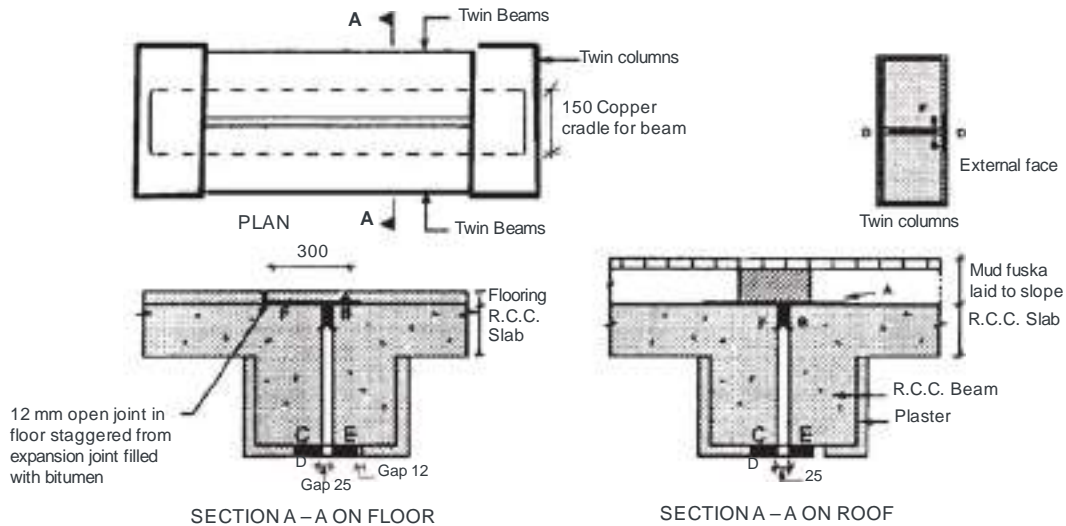 A
Twin Beams
Twin columns
150 Copper
cradle for beam
A
PLAN
Twin Beams
External face
Twin columns
300
Flooring
R.C.C.
Slab
12 mm open joint in
floor staggered from
expansion joint filled
with bitumen
C E
D
Gap 12
Gap 25
SECTION A – A ON FLOOR
A
Mud fuska
laid to slope
R.C.C. Slab
R.C.C. Beam
Plaster
C E
D
25
SECTION A – A ON ROOF